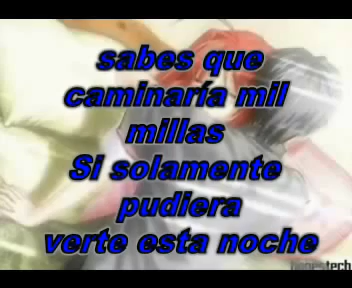 sabes que
caminaría mil
millas
Si solamente
pudiera
verte esta noche